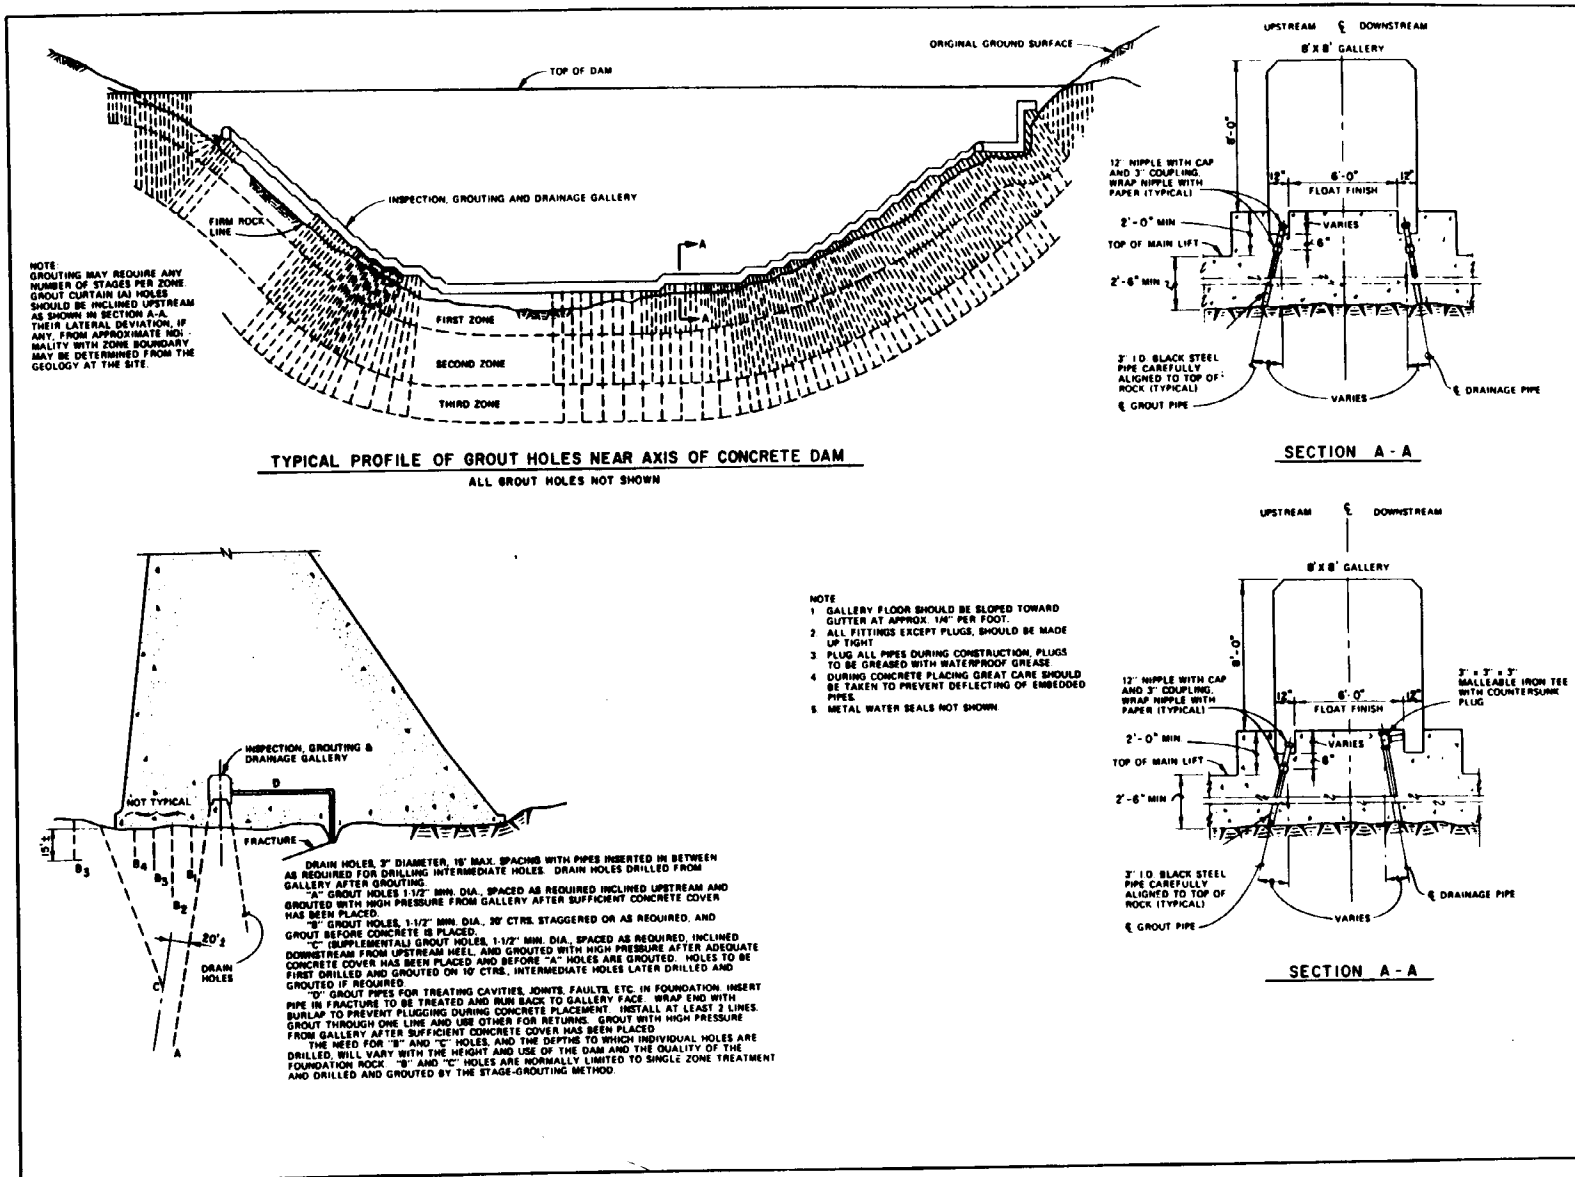 ORIGINAL GROUND SURFACE
TOP OF DAM
INSPECTION, GROUTING AND DRAINAGE GALLERY
FIRM ROCK
LINE
A
A
FIRST ZONE
SECOND ZONE
THIRD ZONE
NOTE:
GROUTING MAY REQUIRE ANY
NUMBER OF STAGES PER ZONE.
GROUT CURTAIN (A) HOLES
SHOULD BE INCLINED UPSTREAM
AS SHOWN IN SECTION A-A.
THEIR LATERAL DEVIATION, IF
ANY, FROM APPROXIMATE NOR-
MALITY WITH ZONE BOUNDARY
MAY BE DETERMINED FROM THE
GEOLOGY AT THE SITE.
TYPICAL PROFILE OF GROUT HOLES NEAR AXIS OF CONCRETE DAM
ALL GROUT HOLES NOT SHOWN
UPSTREAM ℄ DOWNSTREAM
8' X 8' GALLERY
8'-0"
12" NIPPLE WITH CAP
AND 3" COUPLING,
WRAP NIPPLE WITH
PAPER (TYPICAL)
12" 6'-0" 12"
FLOAT FINISH
2'-0" MIN
VARIES
6"
TOP OF MAIN LIFT
2'-6" MIN
3" I.D. BLACK STEEL
PIPE CAREFULLY
ALIGNED TO TOP OF
ROCK (TYPICAL)
℄ GROUT PIPE
VARIES
℄ DRAINAGE PIPE
SECTION A - A
UPSTREAM ℄ DOWNSTREAM
8' X 8' GALLERY
8'-0"
12" NIPPLE WITH CAP
AND 3" COUPLING,
WRAP NIPPLE WITH
PAPER (TYPICAL)
12" 6'-0" 12"
FLOAT FINISH
3" x 3" x 3"
MALLEABLE IRON TEE
WITH COUNTERSUNK
PLUG
2'-0" MIN
VARIES
6"
TOP OF MAIN LIFT
2'-6" MIN
3" I.D. BLACK STEEL
PIPE CAREFULLY
ALIGNED TO TOP OF
ROCK (TYPICAL)
℄ GROUT PIPE
VARIES
℄ DRAINAGE PIPE
SECTION A - A
NOTE
1 GALLERY FLOOR SHOULD BE SLOPED TOWARD
GUTTER AT APPROX. 1/4" PER FOOT.
2. ALL FITTINGS EXCEPT PLUGS, SHOULD BE MADE
UP TIGHT
3. PLUG ALL PIPES DURING CONSTRUCTION, PLUGS
TO BE GREASED WITH WATERPROOF GREASE.
4 DURING CONCRETE PLACING GREAT CARE SHOULD
BE TAKEN TO PREVENT DEFLECTING OF EMBEDDED
PIPES.
5. METAL WATER SEALS NOT SHOWN
INSPECTION, GROUTING &
DRAINAGE GALLERY
D
NOT TYPICAL
FRACTURE
15'±
B3
B4
B3
B2
B1
20'±
DRAIN
HOLES
C
A
DRAIN HOLES, 3" DIAMETER, 15' MAX. SPACING WITH PIPES INSERTED IN BETWEEN
AS REQUIRED FOR DRILLING INTERMEDIATE HOLES. DRAIN HOLES DRILLED FROM
GALLERY AFTER GROUTING.
"A" GROUT HOLES 1-1/2" MIN. DIA., SPACED AS REQUIRED INCLINED UPSTREAM AND
GROUTED WITH HIGH PRESSURE FROM GALLERY AFTER SUFFICIENT CONCRETE COVER
HAS BEEN PLACED.
"B" GROUT HOLES, 1-1/2" MIN. DIA., 20' CTRS. STAGGERED OR AS REQUIRED, AND
GROUT BEFORE CONCRETE IS PLACED.
"C" (SUPPLEMENTAL) GROUT HOLES, 1-1/2" MIN. DIA., SPACED AS REQUIRED, INCLINED
DOWNSTREAM FROM UPSTREAM HEEL, AND GROUTED WITH HIGH PRESSURE AFTER ADEQUATE
CONCRETE COVER HAS BEEN PLACED AND BEFORE "A" HOLES ARE GROUTED. HOLES TO BE
FIRST DRILLED AND GROUTED ON 10' CTRS., INTERMEDIATE HOLES LATER DRILLED AND
GROUTED IF REQUIRED.
"D" GROUT PIPES FOR TREATING CAVITIES, JOINTS, FAULTS, ETC. IN FOUNDATION. INSERT
PIPE IN FRACTURE TO BE TREATED AND RUN BACK TO GALLERY FACE. WRAP END WITH
BURLAP TO PREVENT PLUGGING DURING CONCRETE PLACEMENT. INSTALL AT LEAST 2 LINES.
GROUT THROUGH ONE LINE AND USE OTHER FOR RETURNS. GROUT WITH HIGH PRESSURE
FROM GALLERY AFTER SUFFICIENT CONCRETE COVER HAS BEEN PLACED
THE NEED FOR "B" AND "C" HOLES, AND THE DEPTHS TO WHICH INDIVIDUAL HOLES ARE
DRILLED, WILL VARY WITH THE HEIGHT AND USE OF THE DAM AND THE QUALITY OF THE
FOUNDATION ROCK. "B" AND "C" HOLES ARE NORMALLY LIMITED TO SINGLE ZONE TREATMENT
AND DRILLED AND GROUTED BY THE STAGE-GROUTING METHOD.